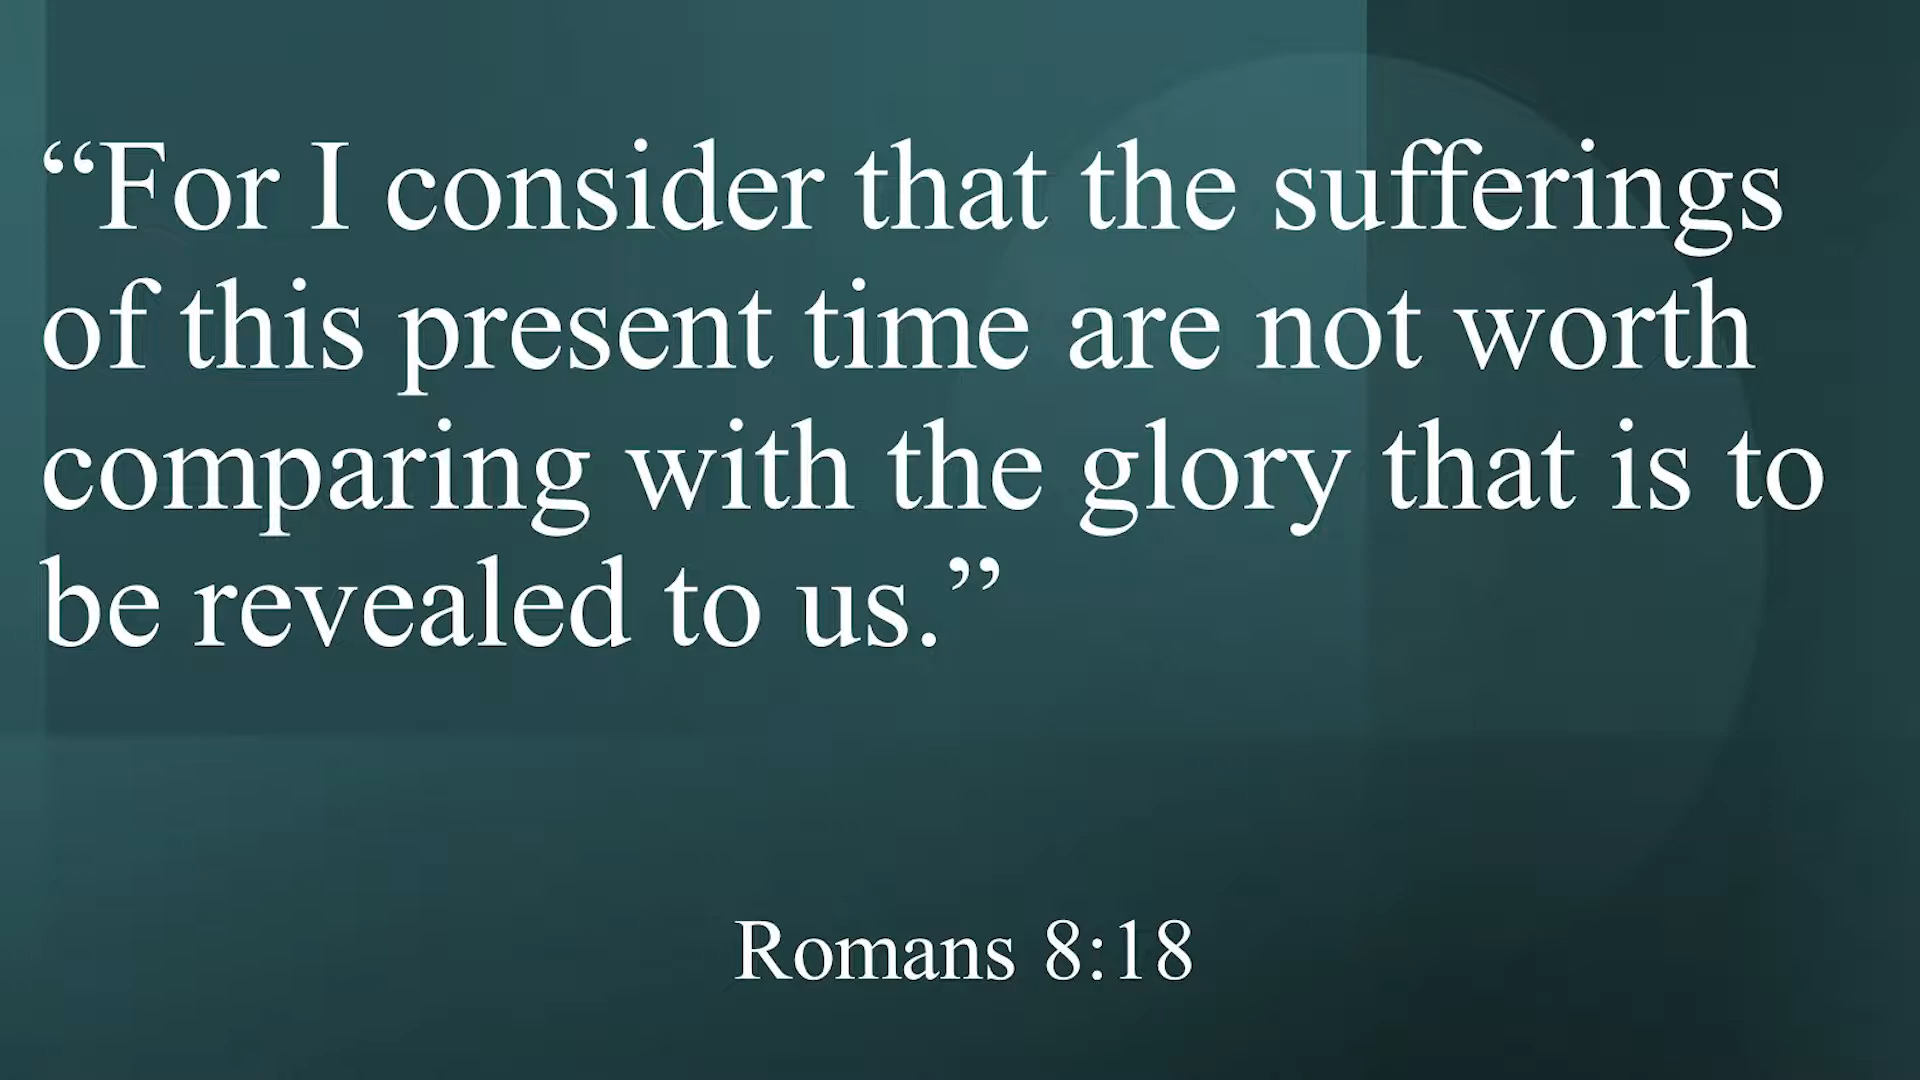 “For I consider that the sufferings
of this present time are not worth
comparing with the glory that is to
be revealed to us.”
Romans 8:18